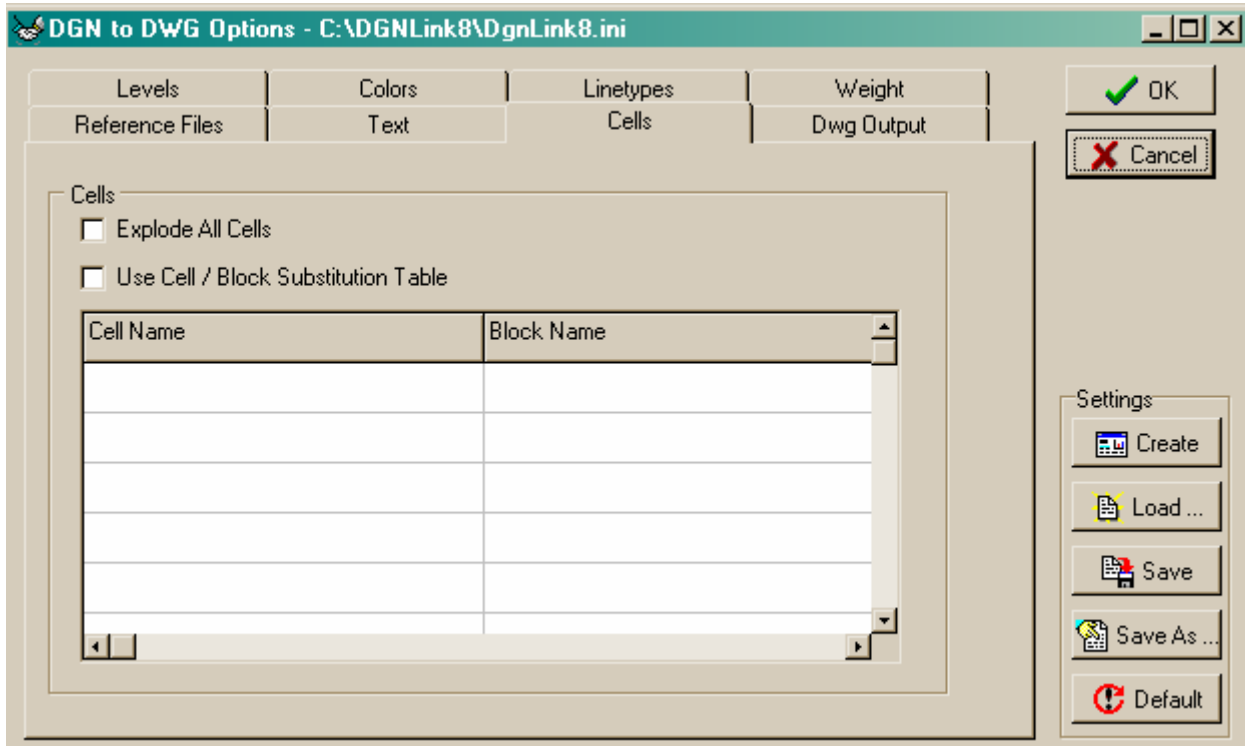 DGN to DWG Options - C:\DGNLink8\DgnLink8.ini
Levels
Colors
Linetypes
Weight
Reference Files
Text
Cells
Dwg Output
OK
Cancel
Cells
Explode All Cells
Use Cell / Block Substitution Table
Cell Name
Block Name
Settings
Create
Load ...
Save
Save As ...
Default